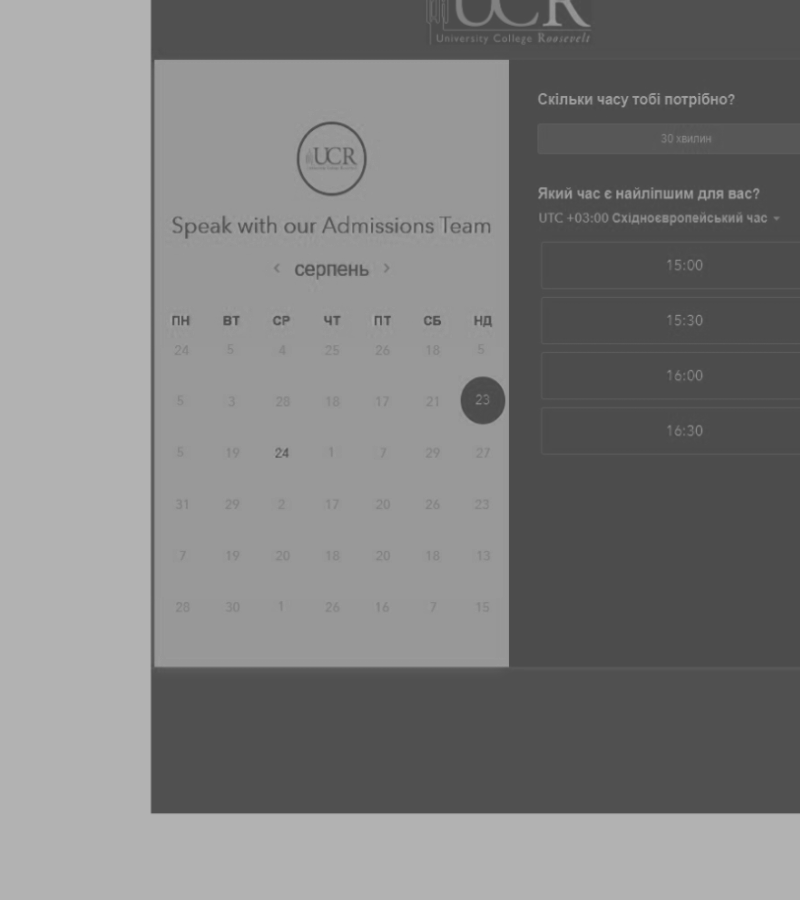 UCR
University College Roosevelt
UCR
Speak with our Admissions Team
< серпень >
ПН ВТ СР ЧТ ПТ СБ НД
24 5 4 25 26 18 5
5 3 28 18 17 21 23
5 19 24 1 7 29 27
31 29 2 17 20 26 23
7 19 20 18 20 18 13
28 30 1 26 16 7 15
Скільки часу тобі потрібно?
30 хвилин
Який час є найліпшим для вас?
UTC +03:00 Східноєвропейський час
15:00
15:30
16:00
16:30